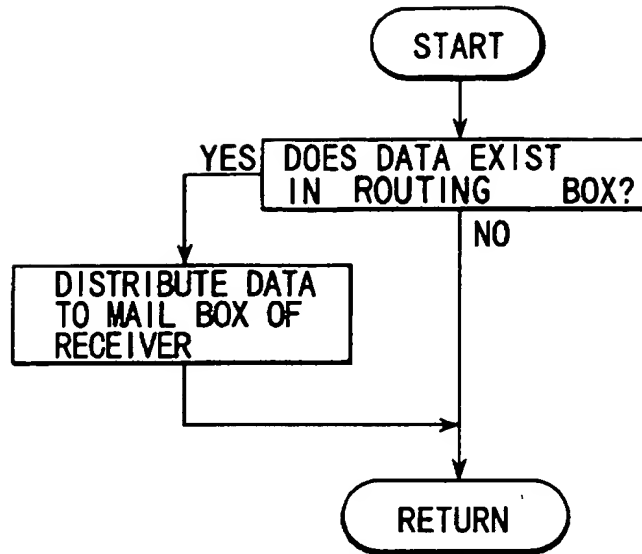 START
YES
DOES DATA EXIST
IN ROUTING BOX?
NO
DISTRIBUTE DATA
TO MAIL BOX OF
RECEIVER
RETURN